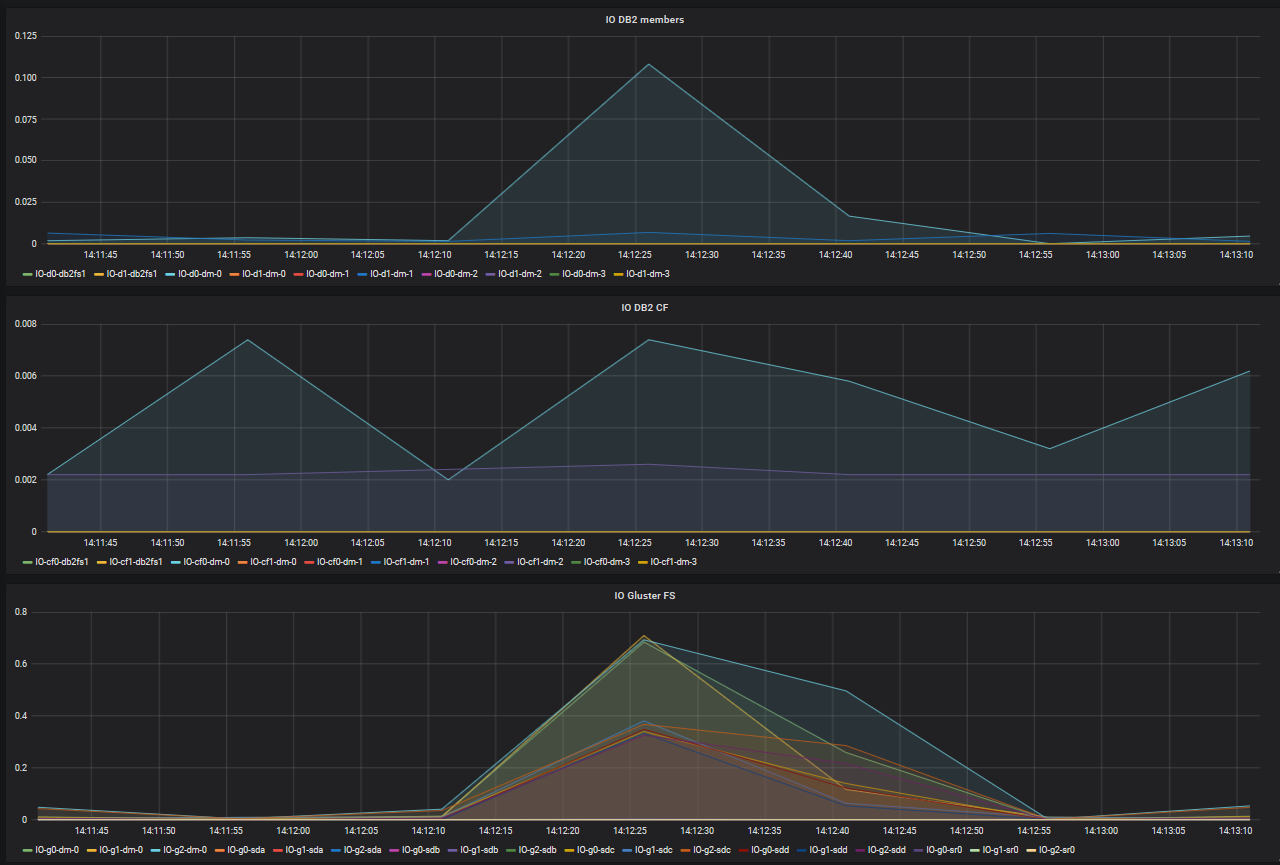 IO DB2 members
0.125
0.100
0.075
0.050
0.025
0
14:11:45 14:11:50 14:11:55 14:12:00 14:12:05 14:12:10 14:12:15 14:12:20 14:12:25 14:12:30 14:12:35 14:12:40 14:12:45 14:12:50 14:12:55 14:13:00 14:13:05 14:13:10
IO-d0-db2fs1 IO-d1-db2fs1 IO-d0-dm-0 IO-d1-dm-0 IO-d0-dm-1 IO-d1-dm-1 IO-d0-dm-2 IO-d1-dm-2 IO-d0-dm-3 IO-d1-dm-3
IO DB2 CF
0.008
0.006
0.004
0.002
0
14:11:45 14:11:50 14:11:55 14:12:00 14:12:05 14:12:10 14:12:15 14:12:20 14:12:25 14:12:30 14:12:35 14:12:40 14:12:45 14:12:50 14:12:55 14:13:00 14:13:05 14:13:10
IO-cf0-db2fs1 IO-cf1-db2fs1 IO-cf0-dm-0 IO-cf1-dm-0 IO-cf0-dm-1 IO-cf1-dm-1 IO-cf0-dm-2 IO-cf1-dm-2 IO-cf0-dm-3 IO-cf1-dm-3
IO Gluster FS
0.8
0.6
0.4
0.2
0
14:11:45 14:11:50 14:11:55 14:12:00 14:12:05 14:12:10 14:12:15 14:12:20 14:12:25 14:12:30 14:12:35 14:12:40 14:12:45 14:12:50 14:12:55 14:13:00 14:13:05 14:13:10
IO-g0-dm-0 IO-g1-dm-0 IO-g2-dm-0 IO-g0-sda IO-g1-sda IO-g2-sda IO-g0-sdb IO-g1-sdb IO-g2-sdb IO-g0-sdc IO-g1-sdc IO-g2-sdc IO-g0-sdd IO-g1-sdd IO-g2-sdd IO-g0-sr0 IO-g1-sr0 IO-g2-sr0